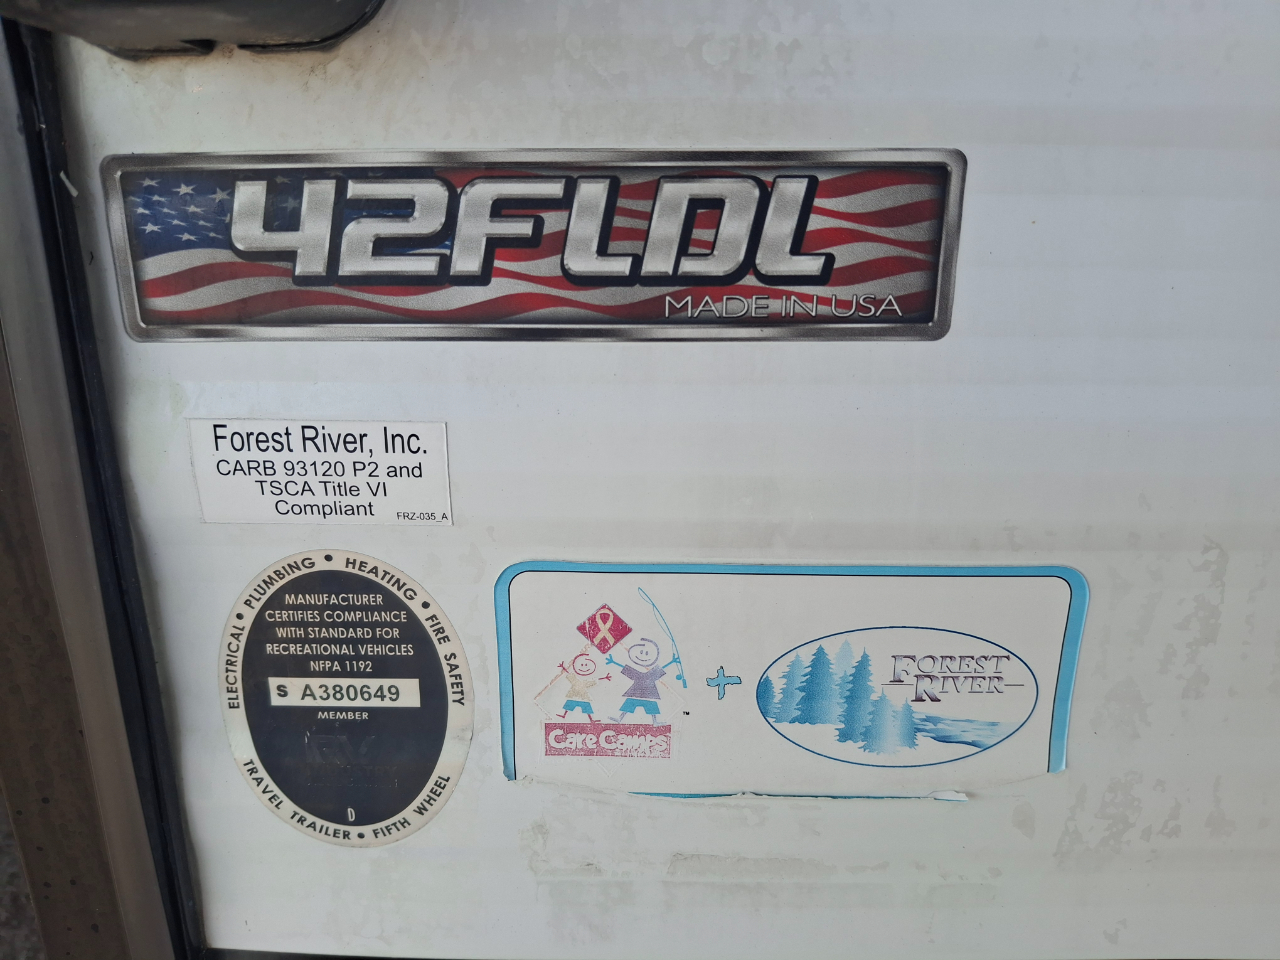 42FLDL
MADE IN USA
Forest River, Inc.
CARB 93120 P2 and
TSCA Title VI
Compliant
FRZ-035_A
ELECTRICAL • PLUMBING • HEATING • FIRE SAFETY
MANUFACTURER
CERTIFIES COMPLIANCE
WITH STANDARD FOR
RECREATIONAL VEHICLES
NFPA 1192
S A380649
MEMBER
RV
D
TRAVEL TRAILER • FIFTH WHEEL
Care Camps
™
+
FOREST
RIVER